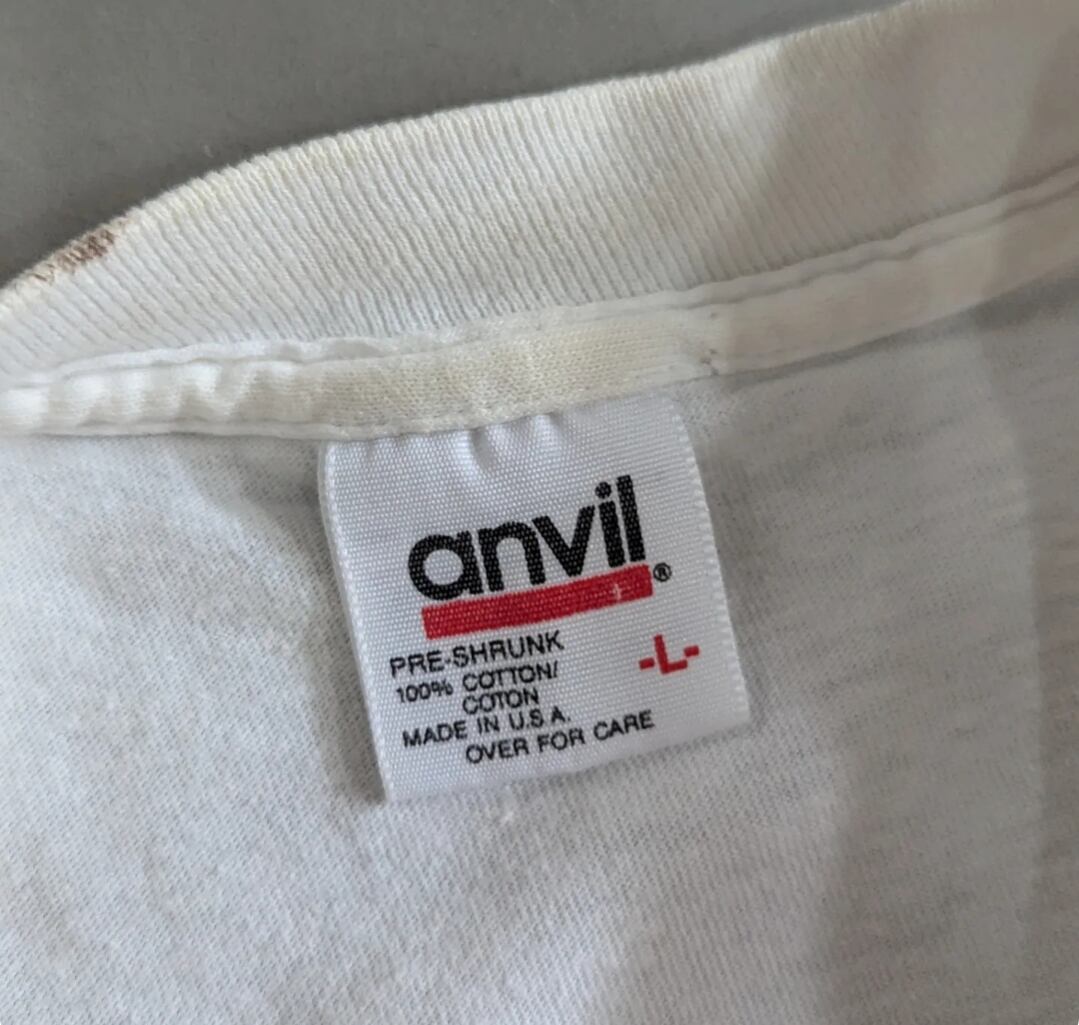 anvil®
PRE-SHRUNK
-L-
100% COTTON/
COTON
MADE IN U.S.A.
OVER FOR CARE